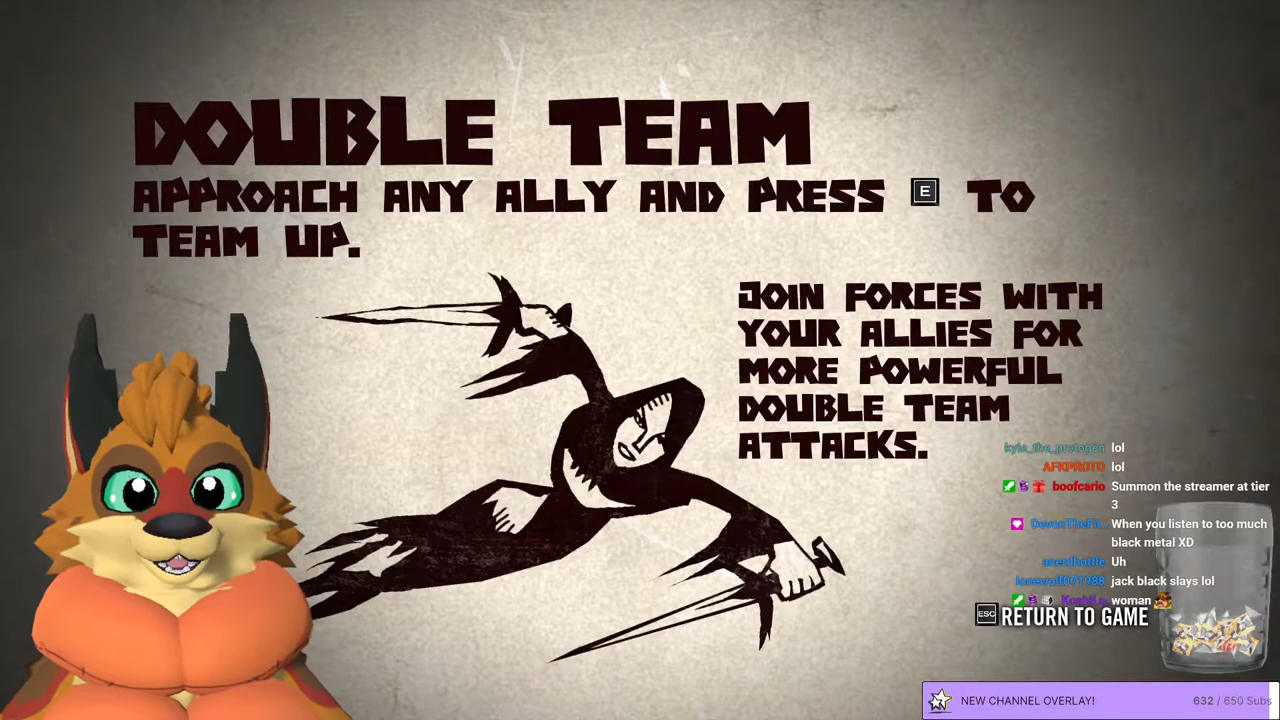 DOUBLE TEAM
APPROACH ANY ALLY AND PRESS E TO
TEAM UP.
JOIN FORCES WITH
YOUR ALLIES FOR
MORE POWERFUL
DOUBLE TEAM
ATTACKS.
kyle_the_protogen lol
AFKPROTO lol
boofcario Summon the streamer at tier
3
DevonTheFit... When you listen to too much
black metal XD
anerdbottle Uh
lonewolf071988 jack black slays lol
woman
ESC RETURN TO GAME
NEW CHANNEL OVERLAY! 632 / 650 Subs